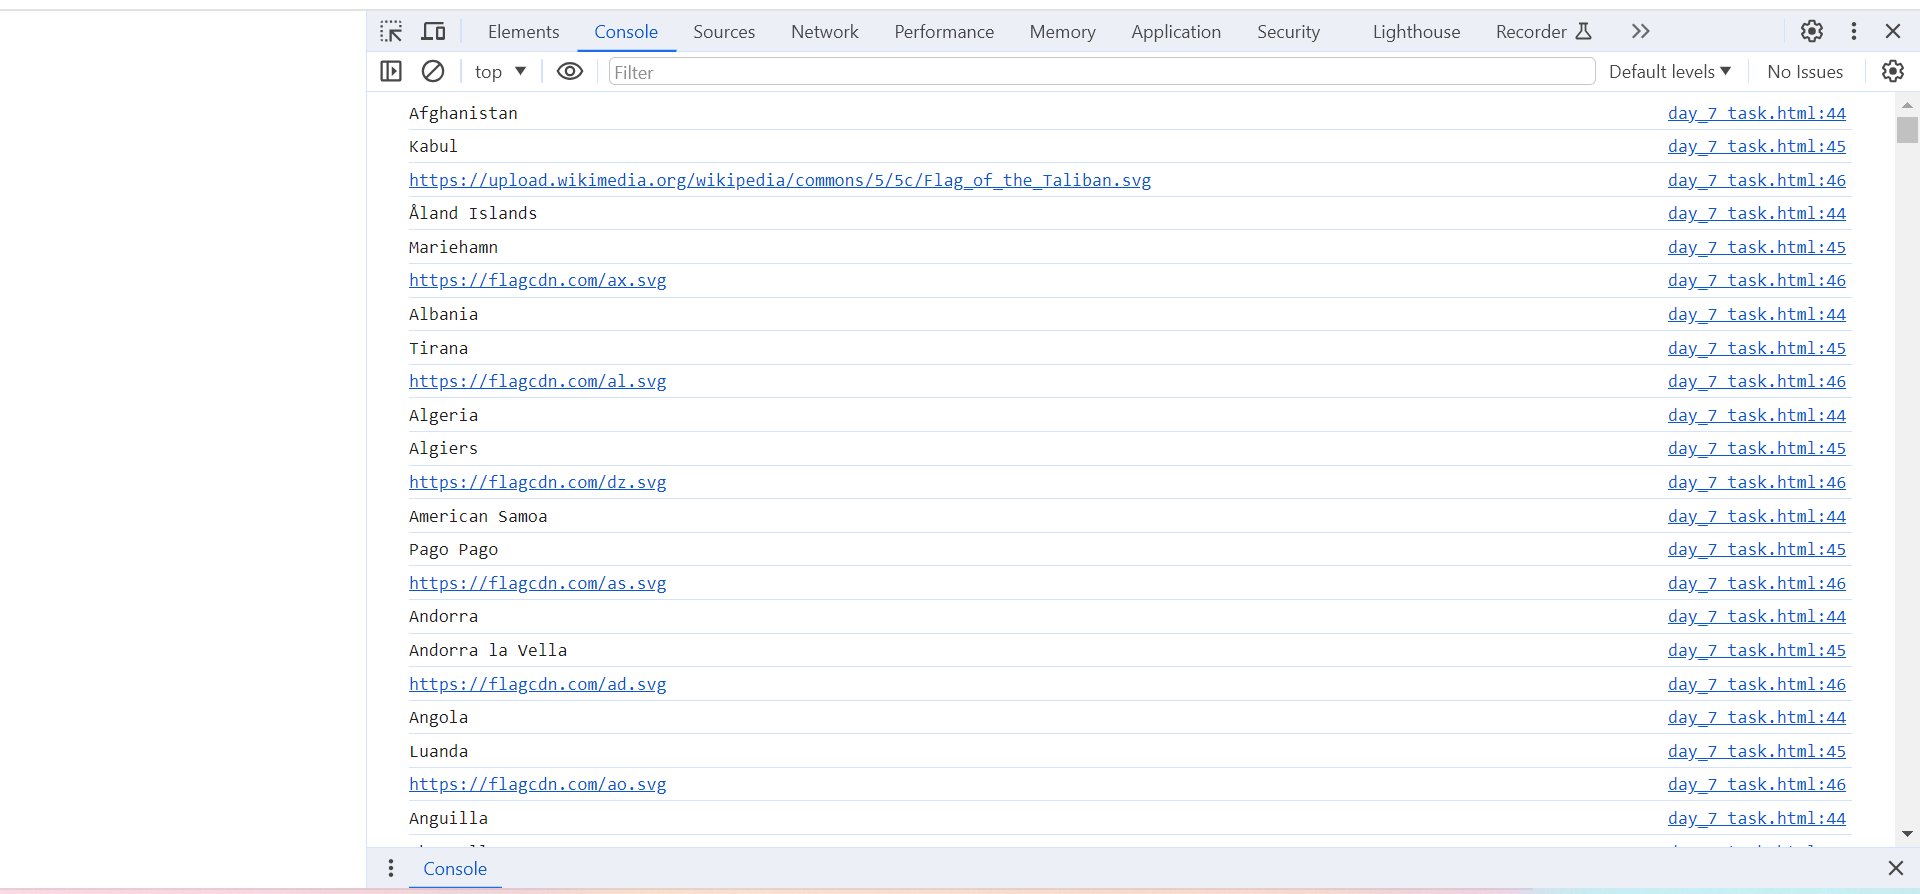 Elements Console Sources Network Performance Memory Application Security Lighthouse Recorder
top Filter Default levels No Issues
Afghanistan day_7_task.html:44
Kabul day_7_task.html:45
https://upload.wikimedia.org/wikipedia/commons/5/5c/Flag_of_the_Taliban.svg day_7_task.html:46
Åland Islands day_7_task.html:44
Mariehamn day_7_task.html:45
https://flagcdn.com/ax.svg day_7_task.html:46
Albania day_7_task.html:44
Tirana day_7_task.html:45
https://flagcdn.com/al.svg day_7_task.html:46
Algeria day_7_task.html:44
Algiers day_7_task.html:45
https://flagcdn.com/dz.svg day_7_task.html:46
American Samoa day_7_task.html:44
Pago Pago day_7_task.html:45
https://flagcdn.com/as.svg day_7_task.html:46
Andorra day_7_task.html:44
Andorra la Vella day_7_task.html:45
https://flagcdn.com/ad.svg day_7_task.html:46
Angola day_7_task.html:44
Luanda day_7_task.html:45
https://flagcdn.com/ao.svg day_7_task.html:46
Anguilla day_7_task.html:44
Console